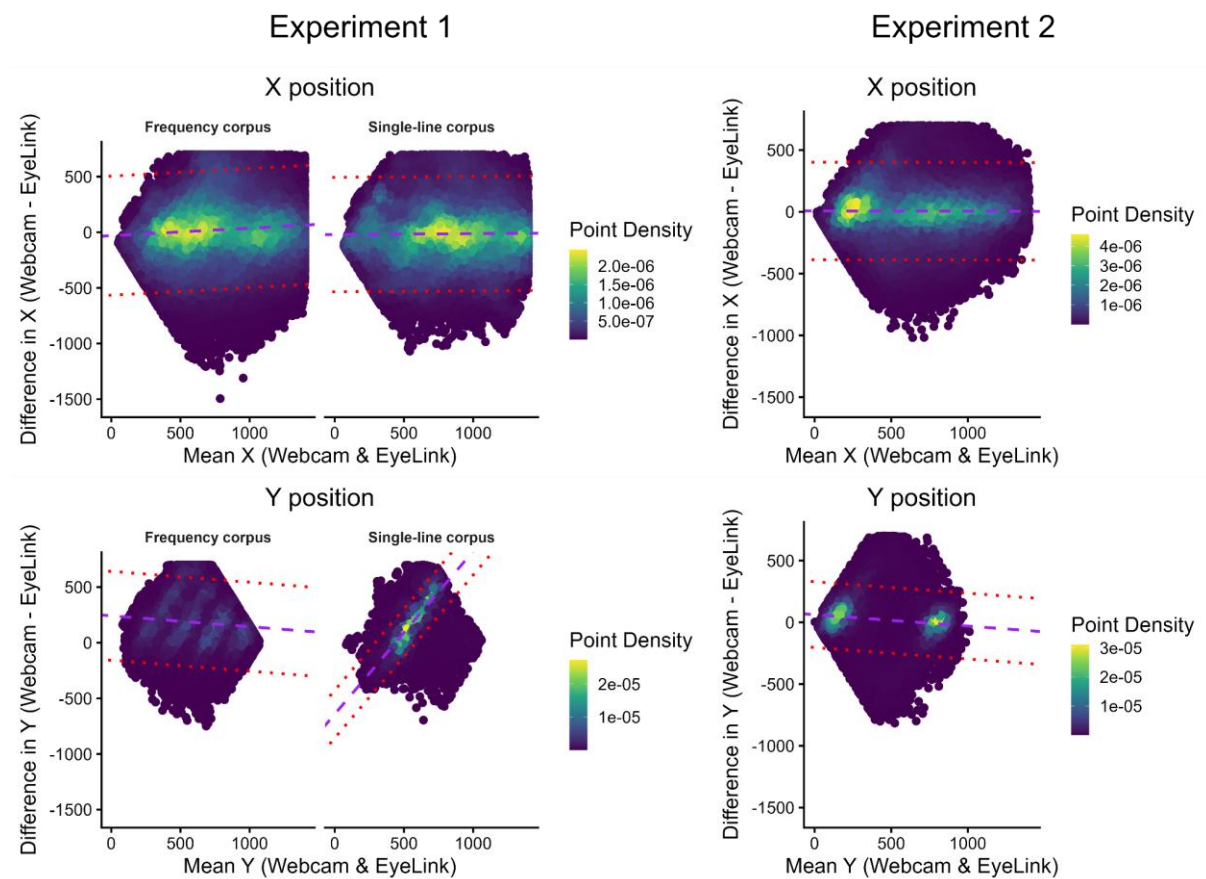 Experiment 1
Experiment 2
X position
Frequency corpus
Single-line corpus
Difference in X (Webcam - EyeLink)
500
0
-500
-1000
-1500
0
500
1000
0
500
1000
Mean X (Webcam & EyeLink)
Point Density
2.0e-06
1.5e-06
1.0e-06
5.0e-07
X position
Difference in X (Webcam - EyeLink)
500
0
-500
-1000
-1500
0
500
1000
Mean X (Webcam & EyeLink)
Point Density
4e-06
3e-06
2e-06
1e-06
Y position
Frequency corpus
Single-line corpus
Difference in Y (Webcam - EyeLink)
500
0
-500
-1000
-1500
0
500
1000
0
500
1000
Mean Y (Webcam & EyeLink)
Point Density
2e-05
1e-05
Y position
Difference in Y (Webcam - EyeLink)
500
0
-500
-1000
-1500
0
500
1000
Mean Y (Webcam & EyeLink)
Point Density
3e-05
2e-05
1e-05